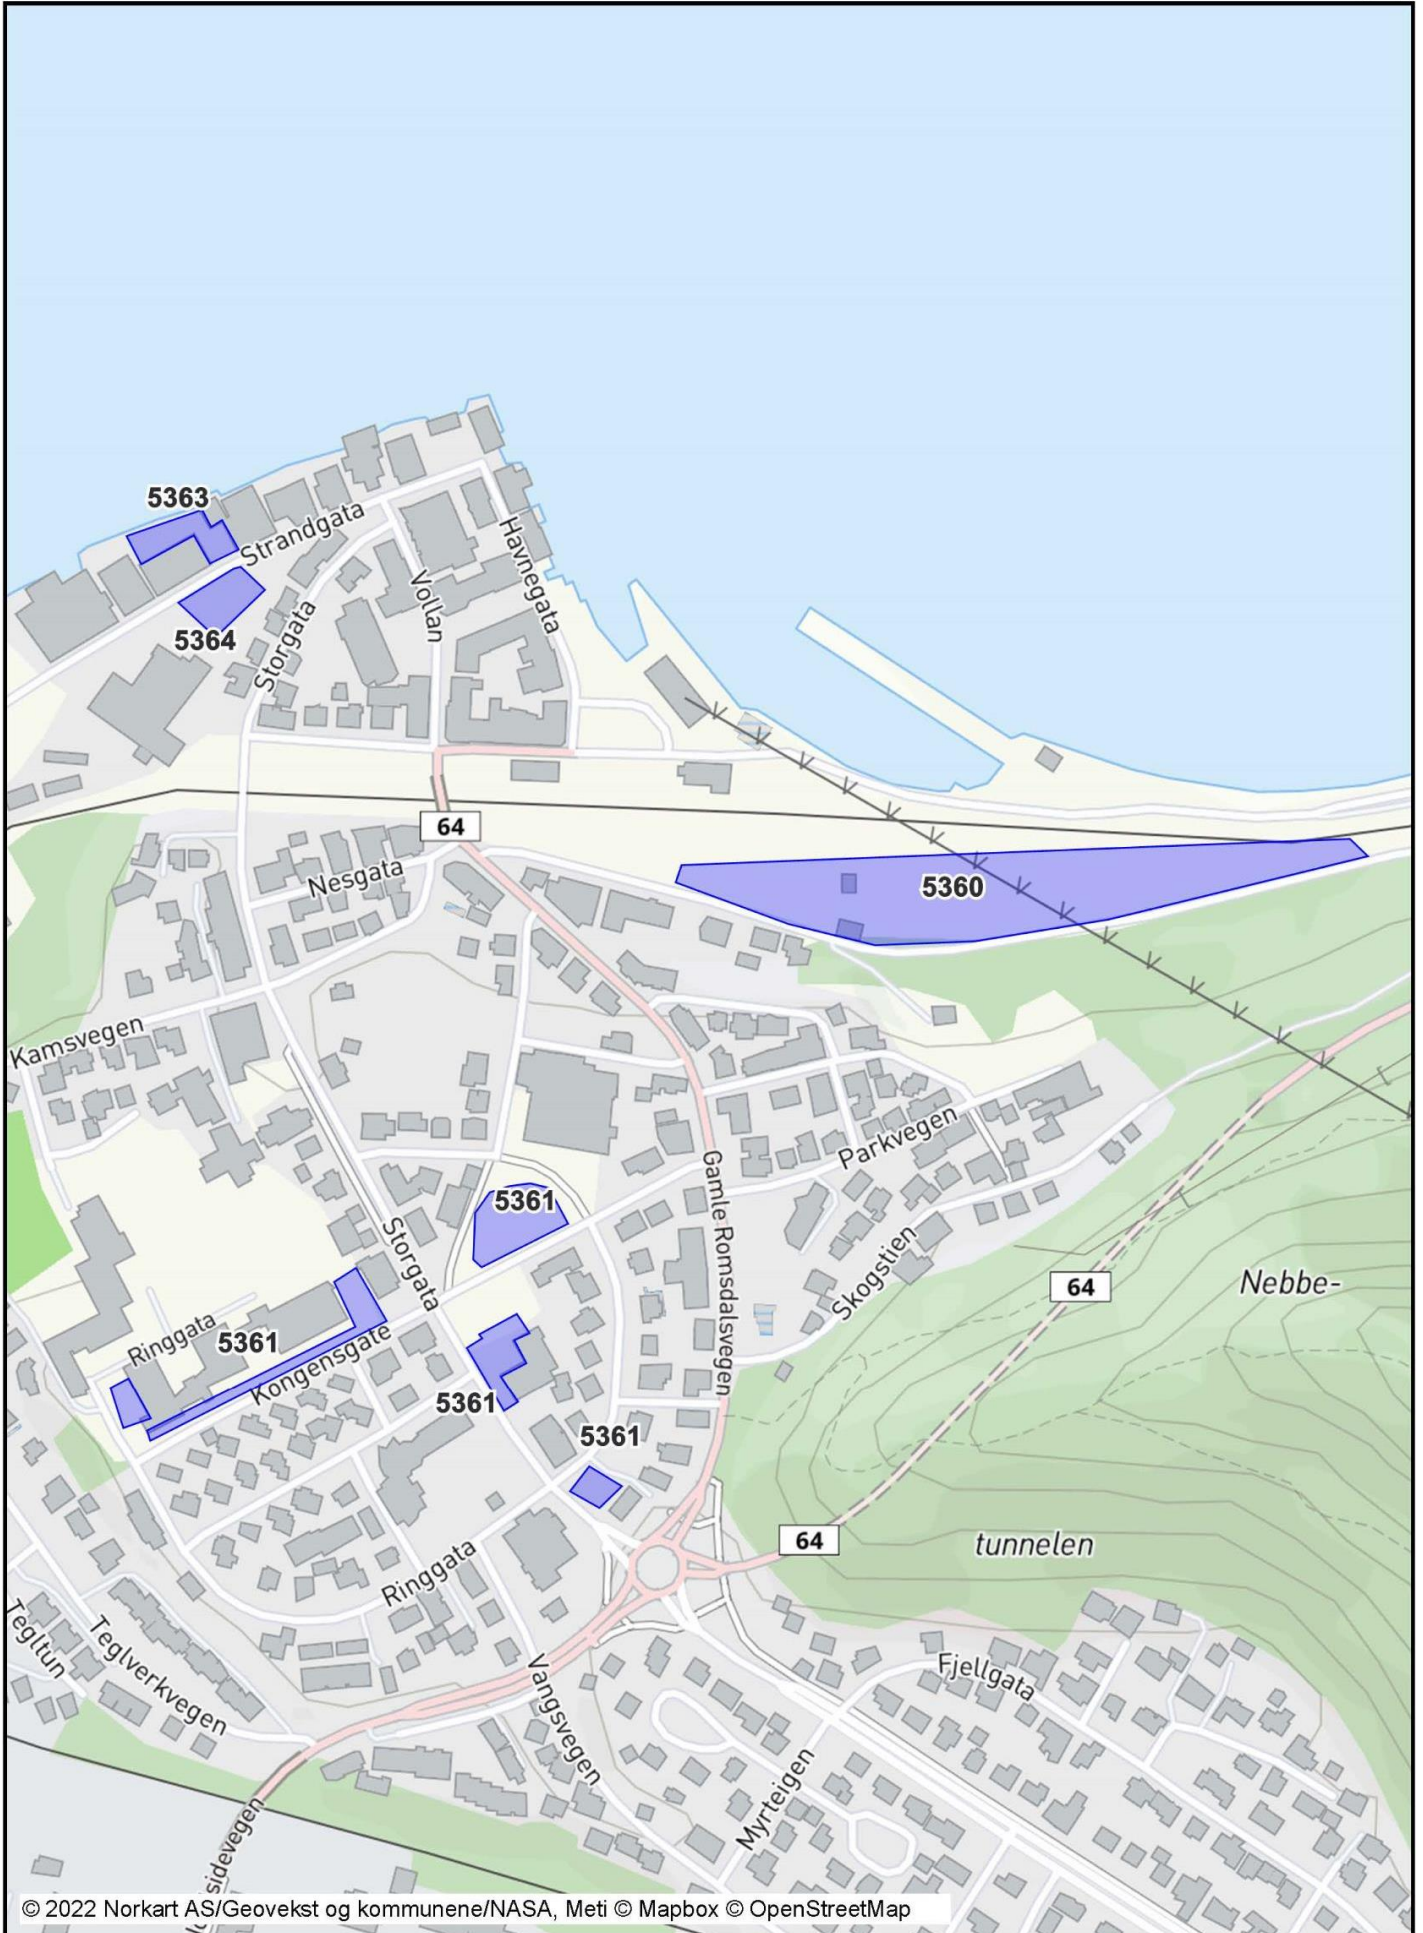 5363
Strandgata
Havnegata
Vollan
5364
Storgata
64
Nesgata
5360
Kamsvegen
Parkvegen
Gamle Romsdalsvegen
5361
Storgata
Skogstien
64
Nebbe-
Ringgata
5361
Kongensgate
5361
5361
64
tunnelen
Ringgata
Tegltun
Teglverkvegen
Vangsvegen
Fjellgata
Myrteigen
sidevegen
© 2022 Norkart AS/Geovekst og kommunene/NASA, Meti © Mapbox © OpenStreetMap